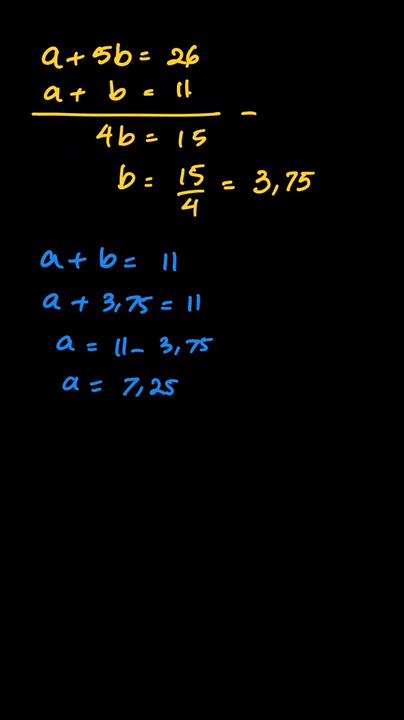 a + 5b = 26
a + b = 11
−
4b = 15
b = 15/4 = 3,75
a + b = 11
a + 3,75 = 11
a = 11 - 3,75
a = 7,25